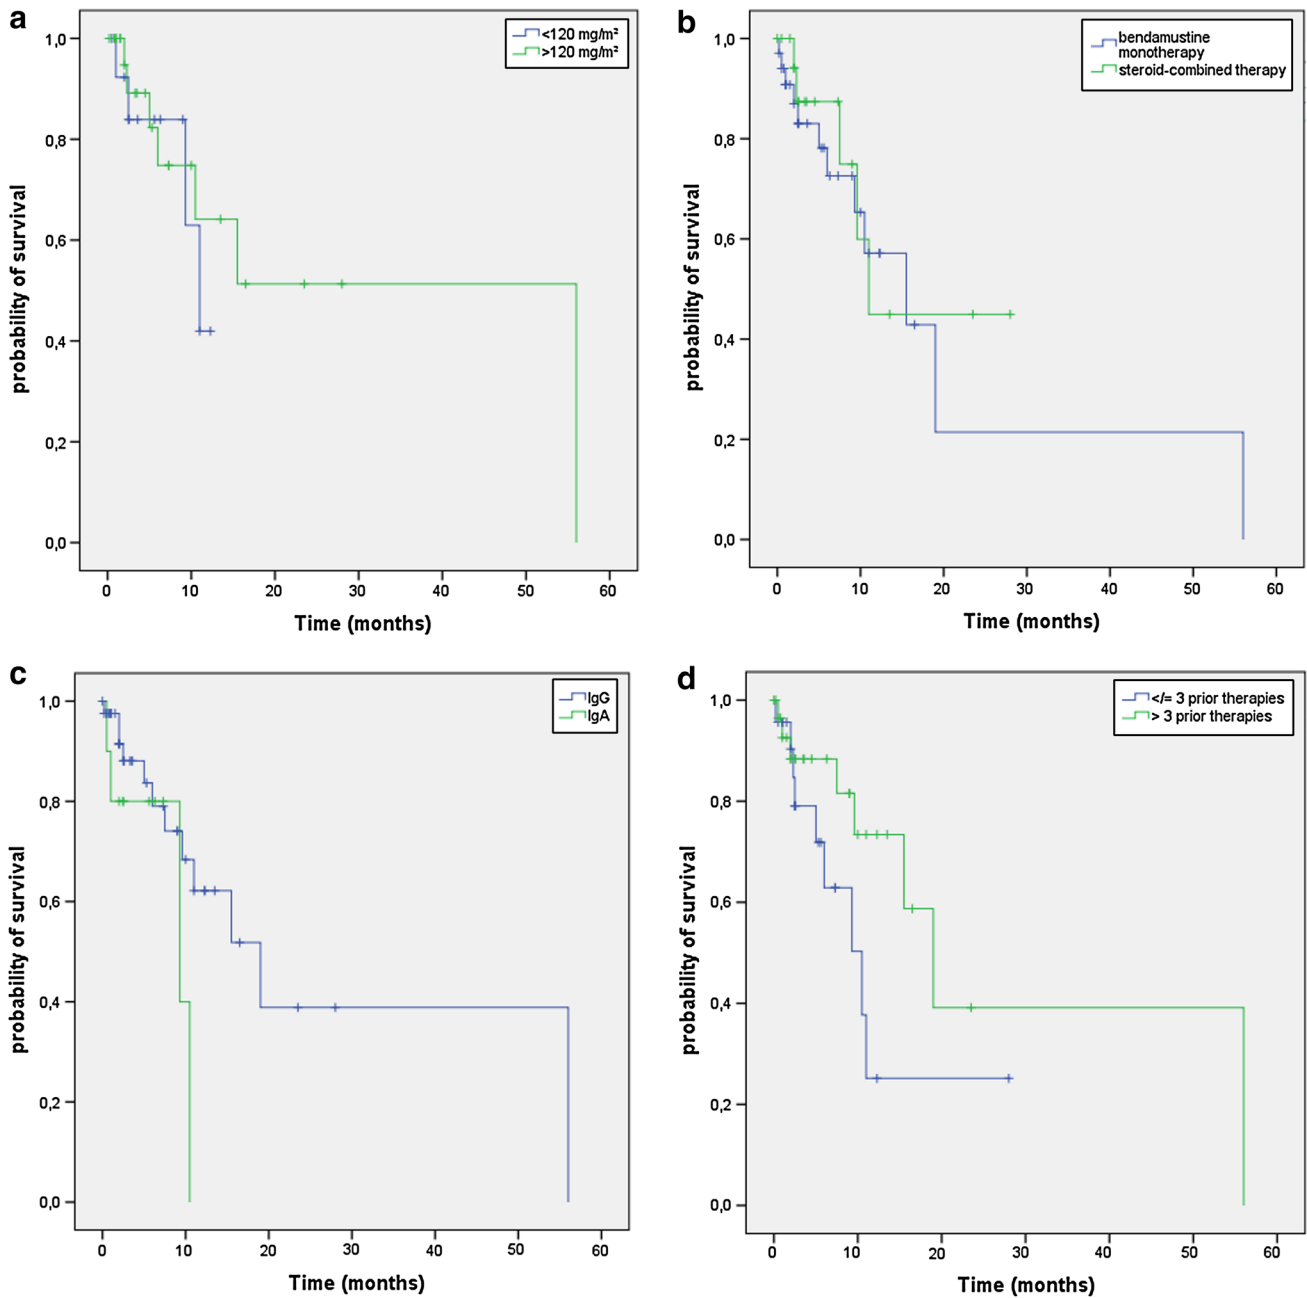 a
<120 mg/m²
>120 mg/m²
1,0
0,8
0,6
0,4
0,2
0,0
probability of survival
0 10 20 30 40 50 60
Time (months)
b
bendamustine
monotherapy
steroid-combined therapy
1,0
0,8
0,6
0,4
0,2
0,0
probability of survival
0 10 20 30 40 50 60
Time (months)
c
IgG
IgA
1,0
0,8
0,6
0,4
0,2
0,0
probability of survival
0 10 20 30 40 50 60
Time (months)
d
</= 3 prior therapies
> 3 prior therapies
1,0
0,8
0,6
0,4
0,2
0,0
probability of survival
0 10 20 30 40 50 60
Time (months)